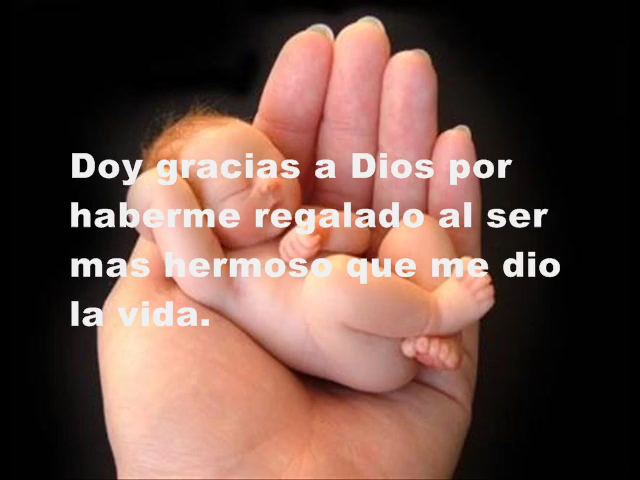 Doy gracias a Dios por
haberme regalado al ser
mas hermoso que me dio
la vida.